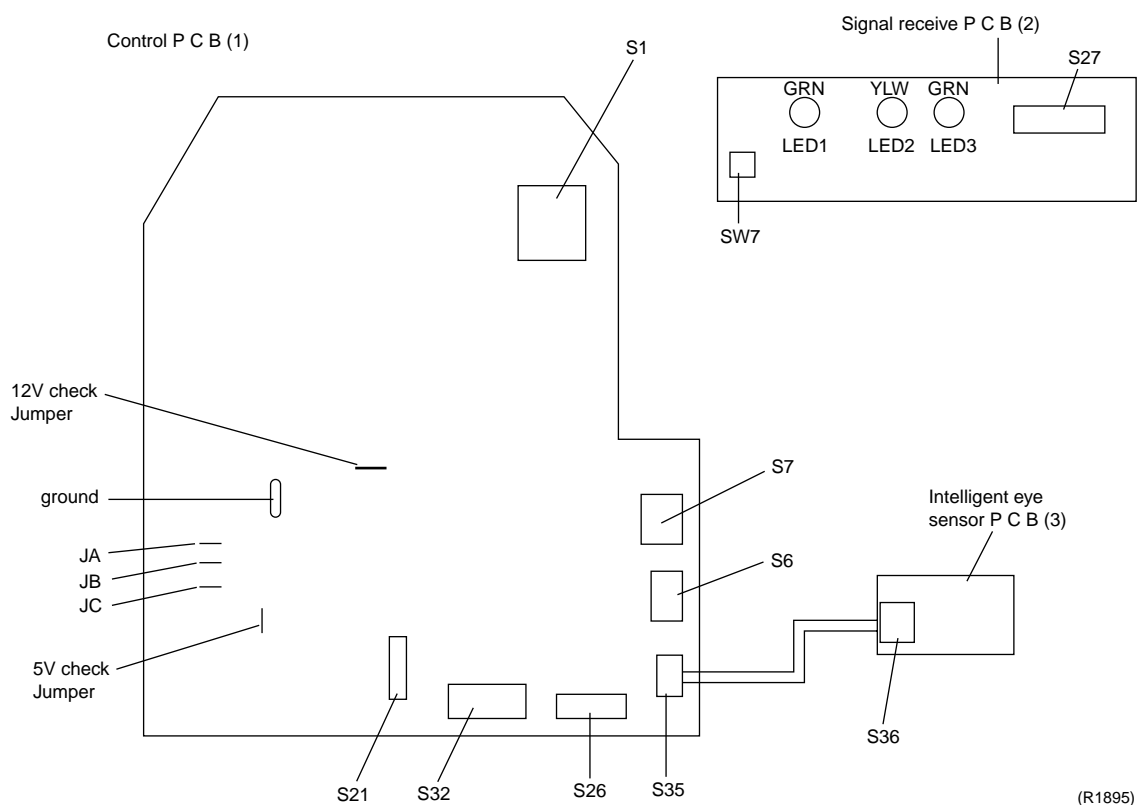 Control P C B (1)
S1
Signal receive P C B (2)
S27
GRN YLW GRN
LED1 LED2 LED3
SW7
12V check
Jumper
ground
JA
JB
JC
5V check
Jumper
S7
S6
Intelligent eye
sensor P C B (3)
S36
S21 S32 S26 S35
(R1895)